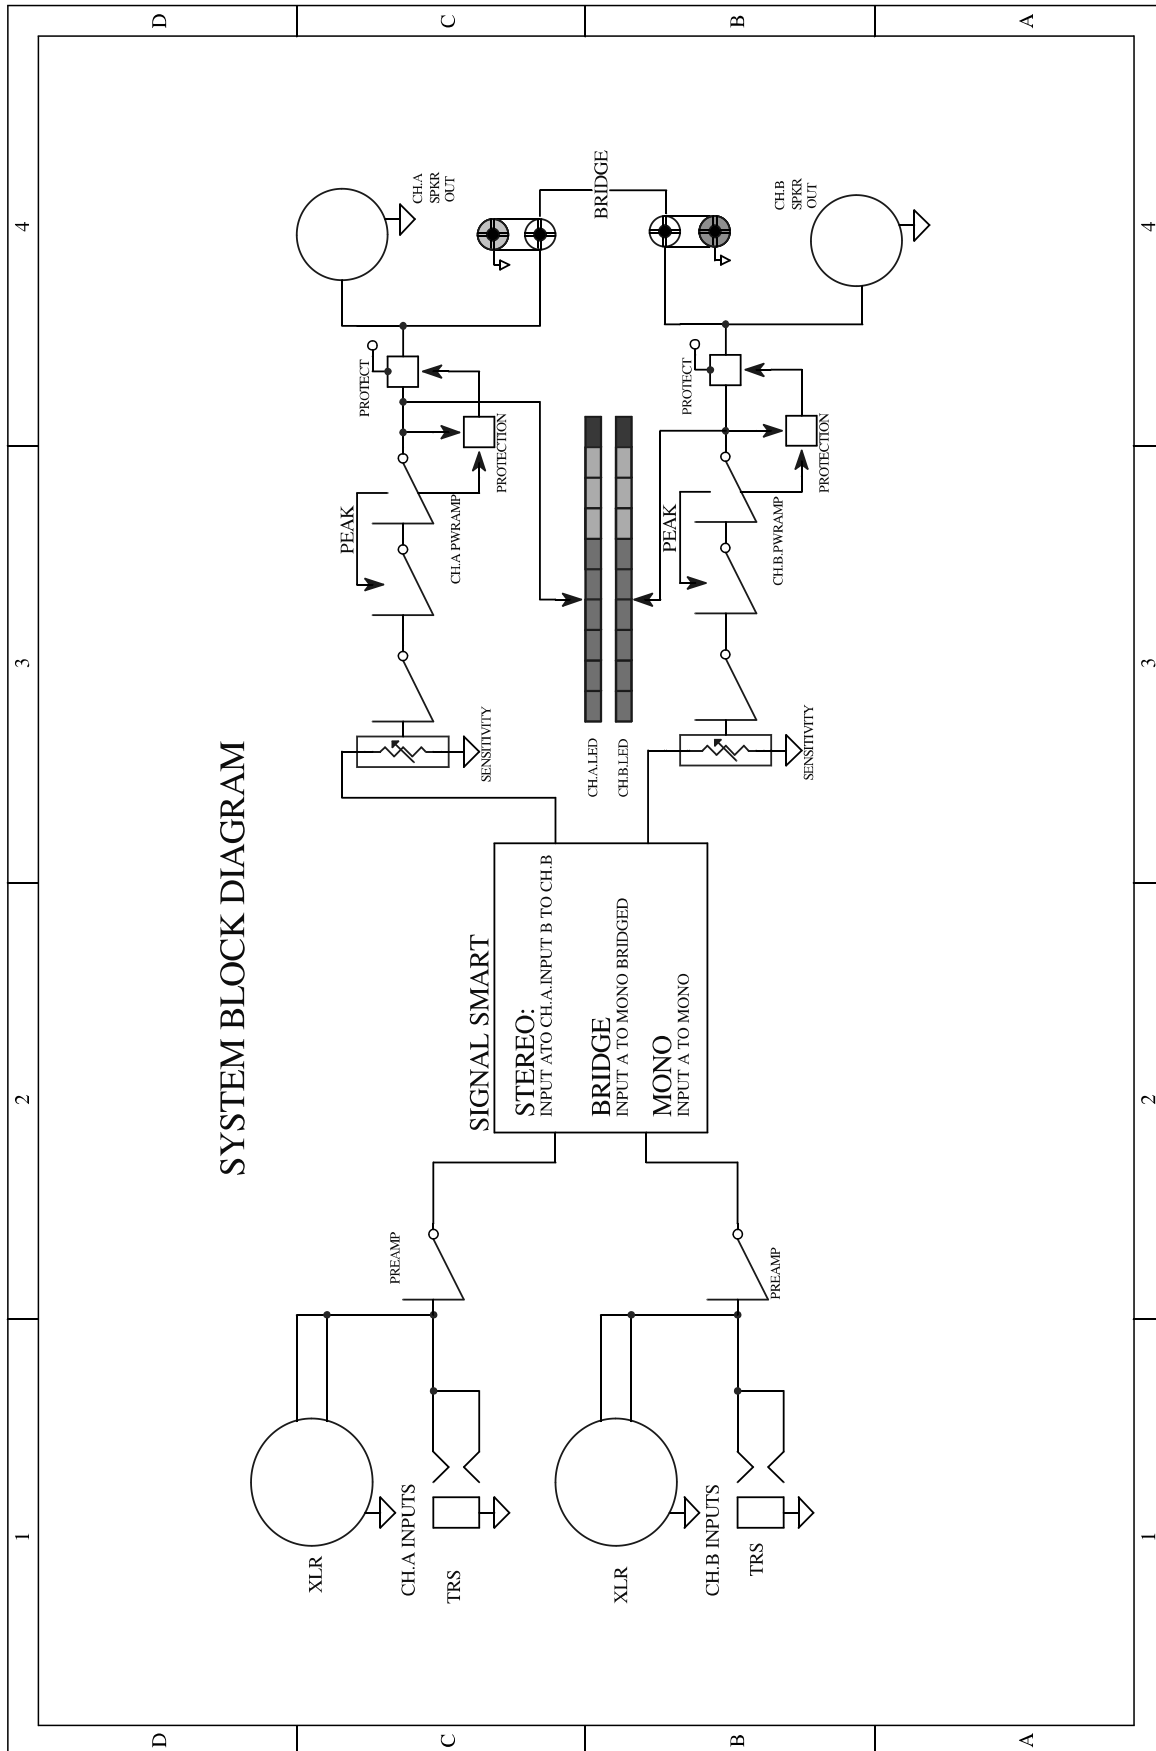 SYSTEM BLOCK DIAGRAM
1
2
3
4
D
C
B
A
XLR
CH.A INPUTS
TRS
PREAMP
XLR
CH.B INPUTS
TRS
PREAMP
SIGNAL SMART
STEREO:
INPUT ATO CH.A.INPUT B TO CH.B
BRIDGE
INPUT A TO MONO BRIDGED
MONO
INPUT A TO MONO
SENSITIVITY
PEAK
CH.A PWRAMP
PROTECT
PROTECTION
CH.A
SPKR
OUT
CH.A.LED
CH.B.LED
BRIDGE
SENSITIVITY
PEAK
CH.B.PWRAMP
PROTECT
PROTECTION
CH.B
SPKR
OUT
D
C
B
A
1
2
3
4